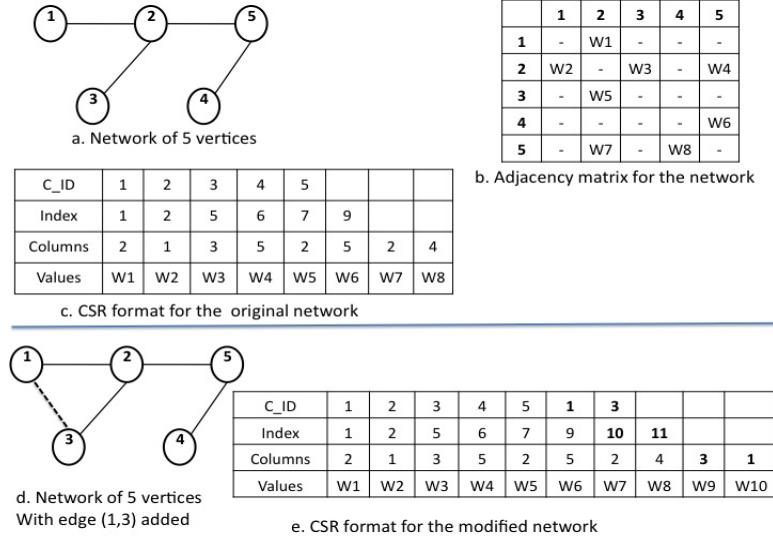 1 2 5
3 4
a. Network of 5 vertices
1 2 3 4 5
1 - W1 - - -
2 W2 - W3 - W4
3 - W5 - - -
4 - - - - W6
5 - W7 - W8 -
b. Adjacency matrix for the network
C_ID 1 2 3 4 5
Index 1 2 5 6 7 9
Columns 2 1 3 5 2 5 2 4
Values W1 W2 W3 W4 W5 W6 W7 W8
c. CSR format for the original network
1 2 5
3 4
d. Network of 5 vertices
With edge (1,3) added
C_ID 1 2 3 4 5 1 3
Index 1 2 5 6 7 9 10 11
Columns 2 1 3 5 2 5 2 4 3 1
Values W1 W2 W3 W4 W5 W6 W7 W8 W9 W10
e. CSR format for the modified network